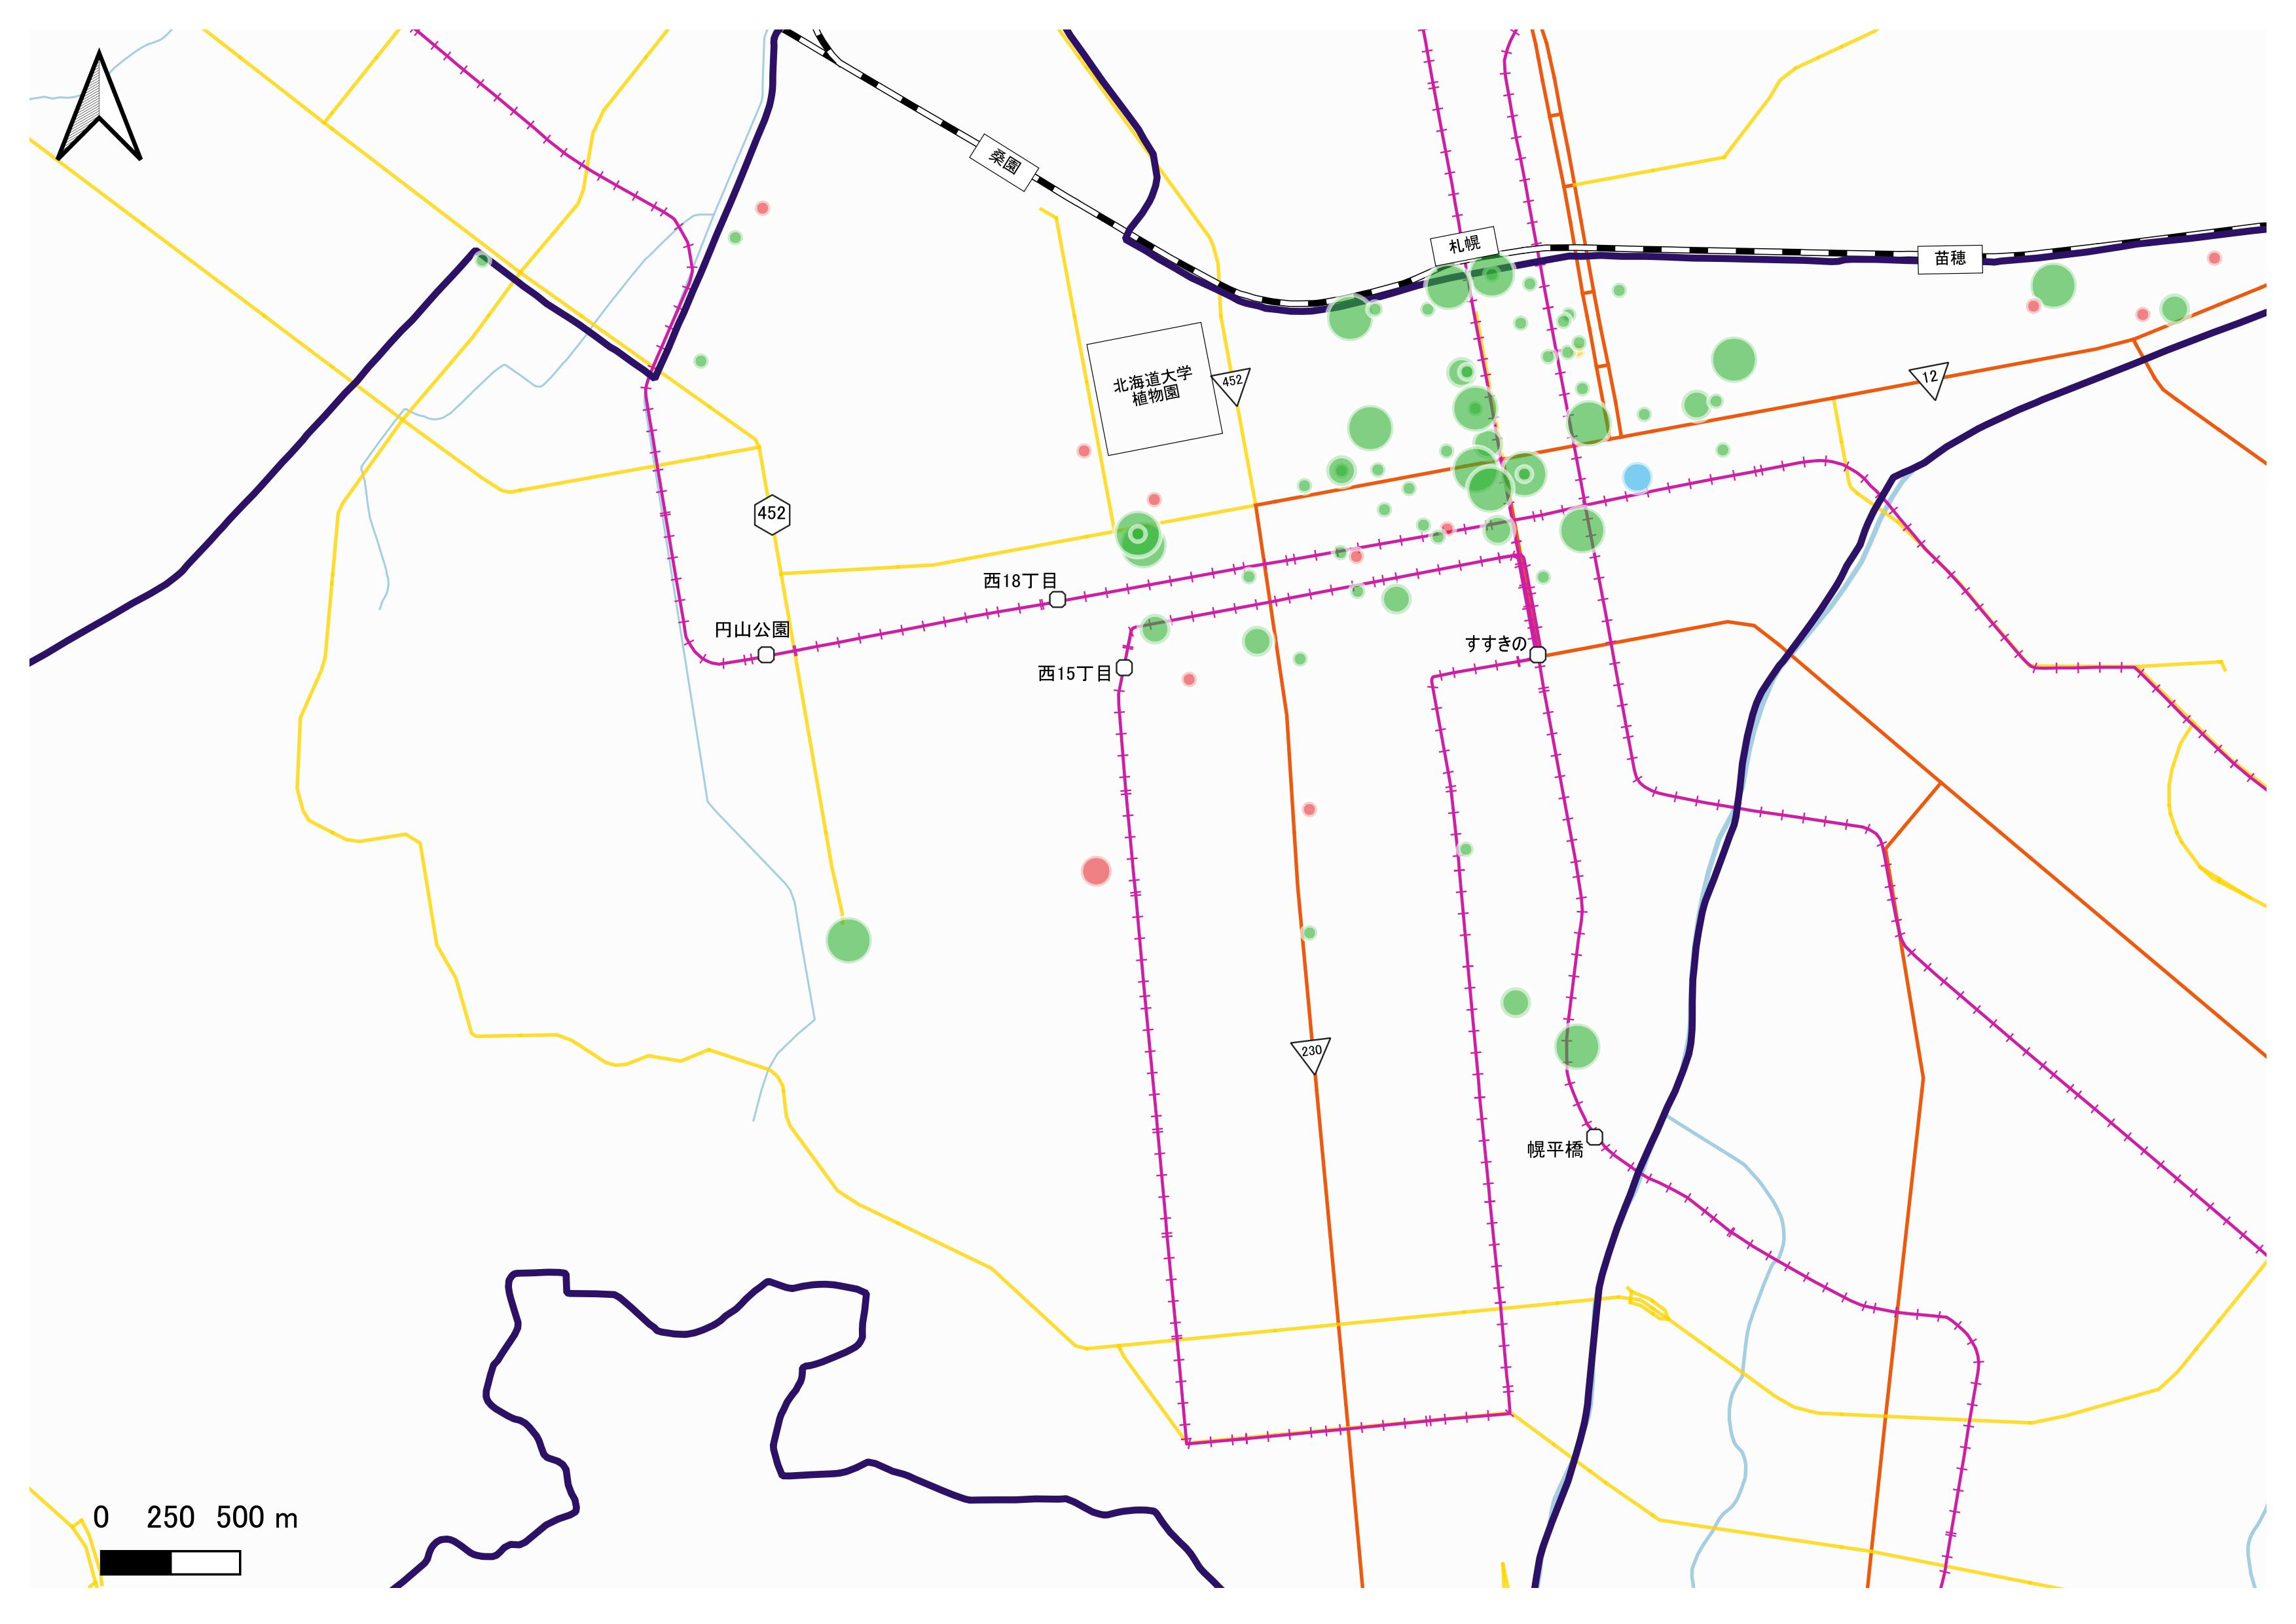 桑園
札幌
苗穂
北海道大学
植物園
452
12
452
西18丁目
円山公園
すすきの
西15丁目
230
幌平橋
0 250 500 m